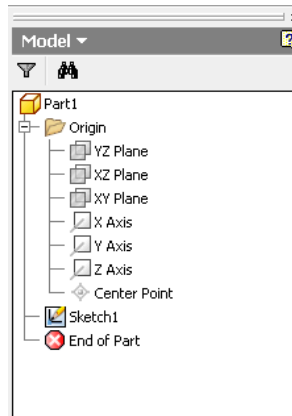 Model
?
Part1
Origin
YZ Plane
XZ Plane
XY Plane
X Axis
Y Axis
Z Axis
Center Point
Sketch1
End of Part